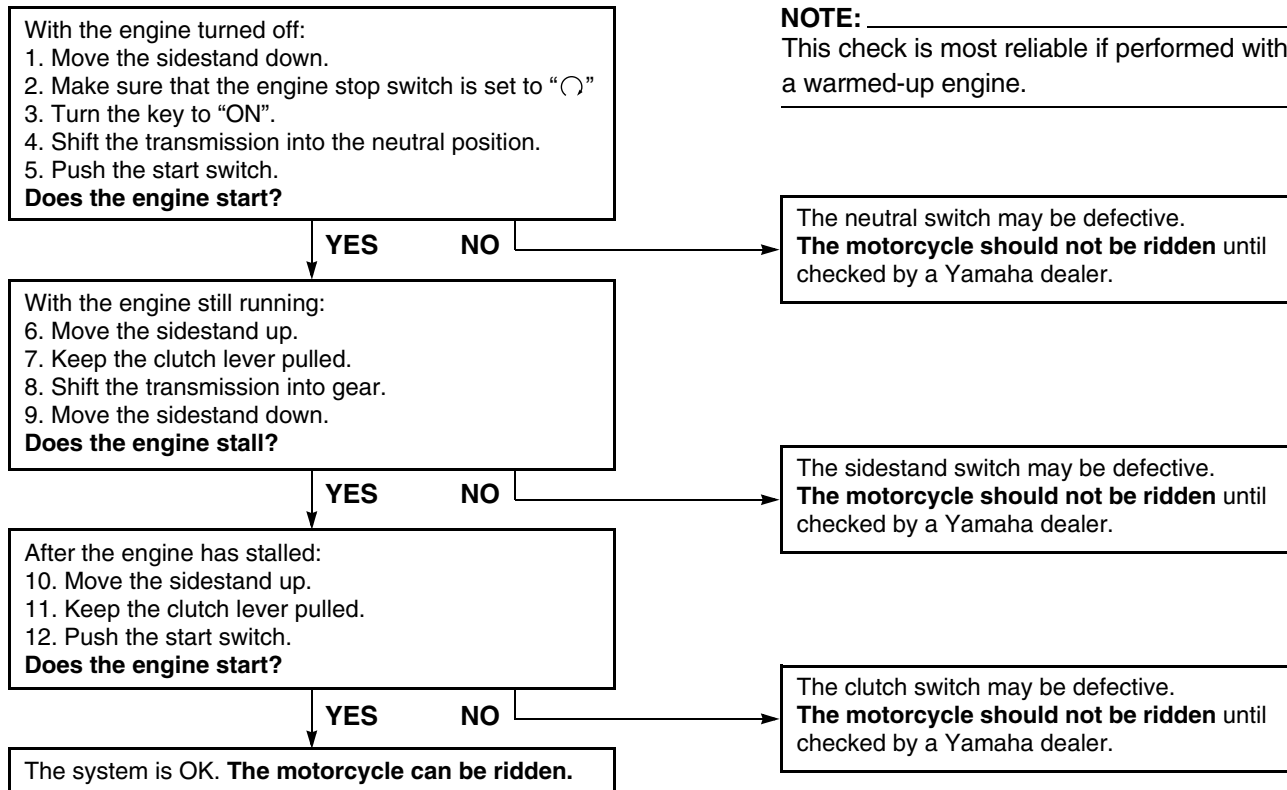 With the engine turned off:
1. Move the sidestand down.
2. Make sure that the engine stop switch is set to “○”
3. Turn the key to “ON”.
4. Shift the transmission into the neutral position.
5. Push the start switch.
Does the engine start?
NOTE:
This check is most reliable if performed with
a warmed-up engine.
YES NO
The neutral switch may be defective.
The motorcycle should not be ridden until
checked by a Yamaha dealer.
With the engine still running:
6. Move the sidestand up.
7. Keep the clutch lever pulled.
8. Shift the transmission into gear.
9. Move the sidestand down.
Does the engine stall?
YES NO
The sidestand switch may be defective.
The motorcycle should not be ridden until
checked by a Yamaha dealer.
After the engine has stalled:
10. Move the sidestand up.
11. Keep the clutch lever pulled.
12. Push the start switch.
Does the engine start?
YES NO
The clutch switch may be defective.
The motorcycle should not be ridden until
checked by a Yamaha dealer.
The system is OK. The motorcycle can be ridden.